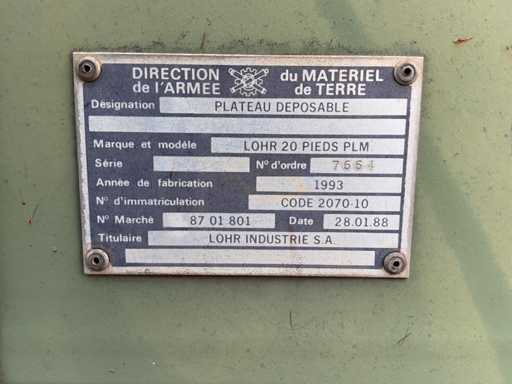 DIRECTION du MATERIEL
de l'ARMEE de TERRE
Désignation PLATEAU DEPOSABLE
Marque et modèle LOHR 20 PIEDS PLM
Série N° d'ordre 7664
Année de fabrication 1993
N° d'immatriculation CODE 2070-10
N° Marché 87 01 801 Date 28.01.88
Titulaire LOHR INDUSTRIE S.A.